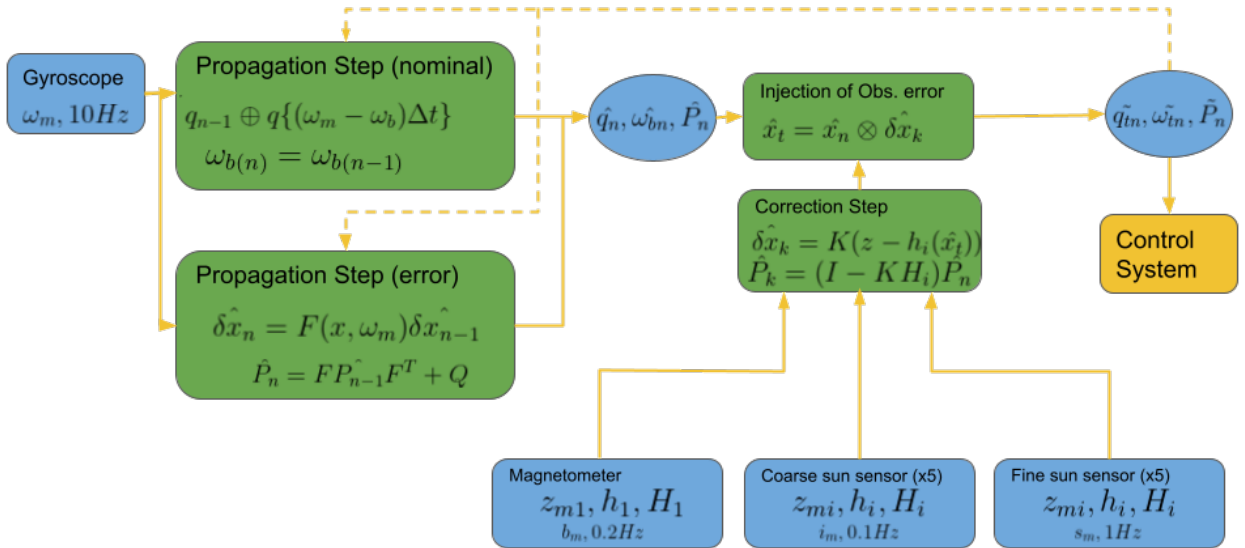 Gyroscope
ω_m, 10Hz
Propagation Step (nominal)
q_{n-1} ⊕ q{(ω_m − ω_b)Δt}
ω_{b(n)} = ω_{b(n−1)}
Propagation Step (error)
δx̂_n = F(x, ω_m)δx̂_{n−1}
P̂_n = FP̂_{n−1}F^T + Q
q̂_n, ω̂_{bn}, P̂_n
Injection of Obs. error
x̂_t = x̂_n ⊗ δx̂_k
Correction Step
δx̂_k = K(z − h_i(x̂_t))
P̂_k = (I − KH_i)P̂_n
q̃_{tn}, ω̃_{tn}, P̃_n
Control
System
Magnetometer
z_{m1}, h_1, H_1
b_m, 0.2Hz
Coarse sun sensor (x5)
z_{mi}, h_i, H_i
i_m, 0.1Hz
Fine sun sensor (x5)
z_{mi}, h_i, H_i
s_m, 1Hz